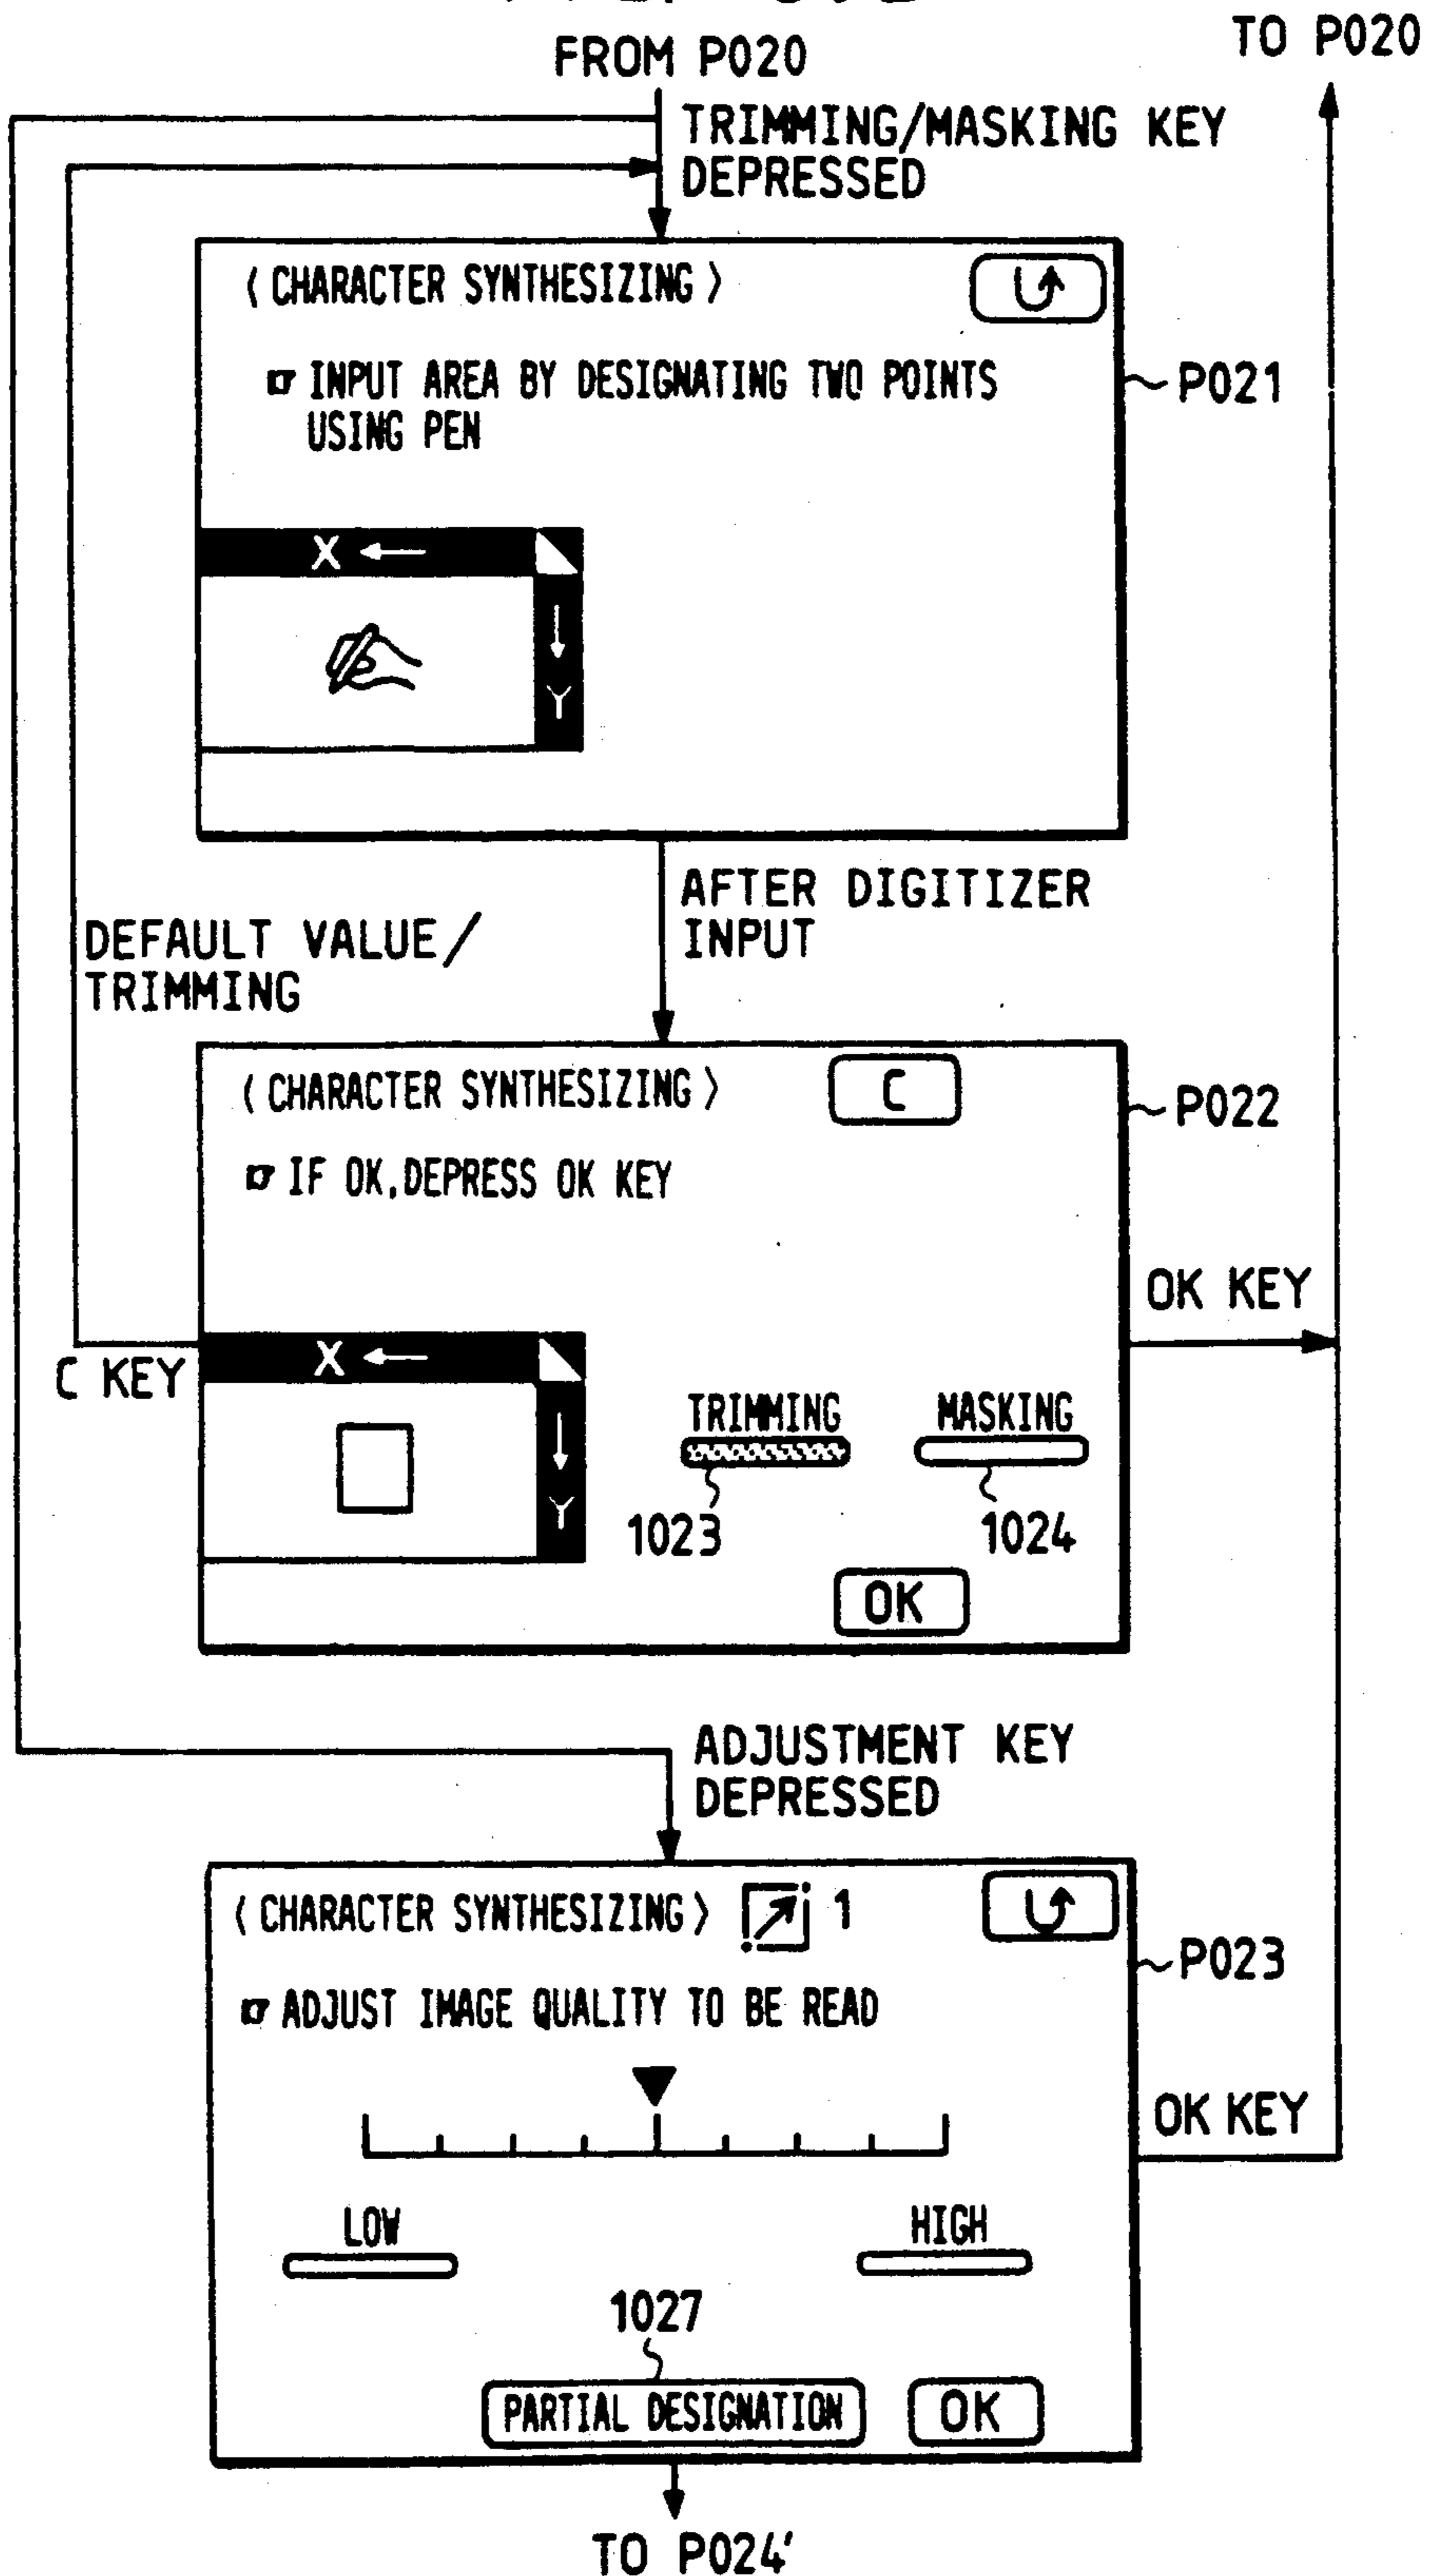 FROM P020
TO P020
TRIMMING/MASKING KEY
DEPRESSED
〈CHARACTER SYNTHESIZING〉
☞ INPUT AREA BY DESIGNATING TWO POINTS
USING PEN
P021
X ←
↓
Y
AFTER DIGITIZER
INPUT
DEFAULT VALUE/
TRIMMING
〈CHARACTER SYNTHESIZING〉
C
P022
☞ IF OK, DEPRESS OK KEY
OK KEY
C KEY
X ←
↓
Y
TRIMMING
MASKING
1023
1024
OK
ADJUSTMENT KEY
DEPRESSED
〈CHARACTER SYNTHESIZING〉 1
P023
☞ ADJUST IMAGE QUALITY TO BE READ
OK KEY
LOW
HIGH
1027
PARTIAL DESIGNATION
OK
TO P024'